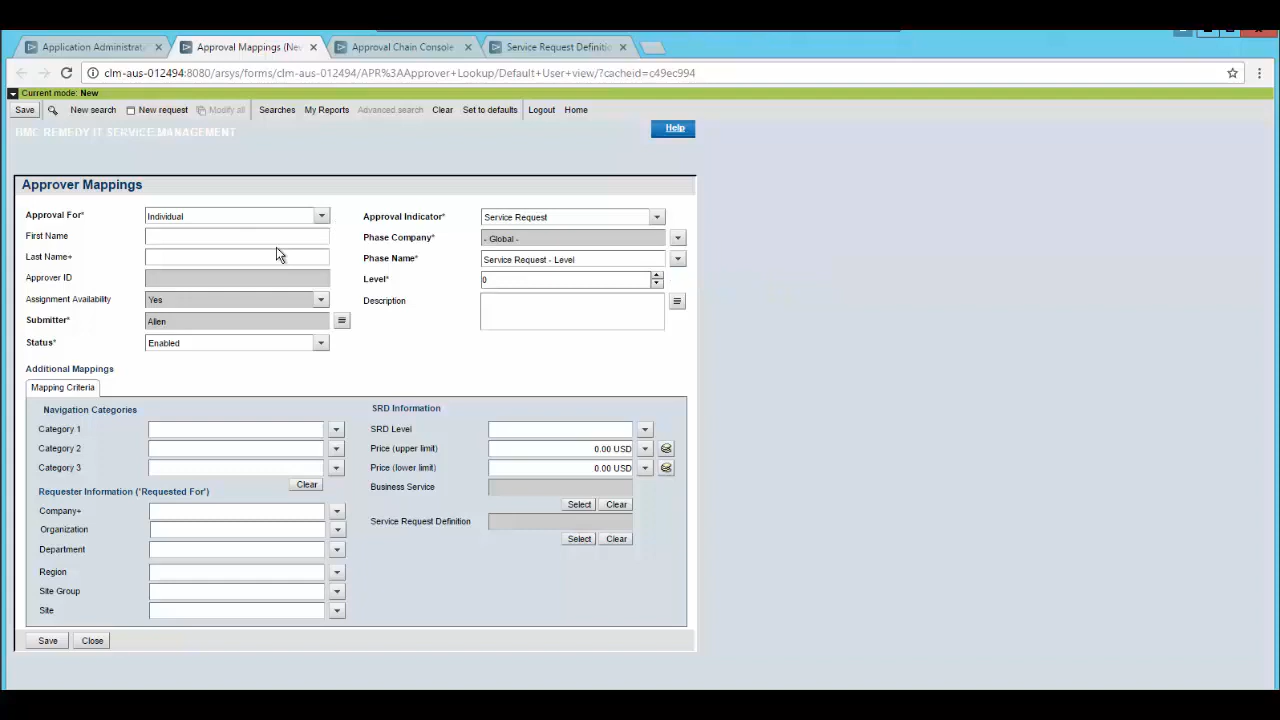 Application Administrat
Approval Mappings (Ne
Approval Chain Console
Service Request Definiti
clm-aus-012494:8080/arsys/forms/clm-aus-012494/APR%3AApprover+Lookup/Default+User+view/?cacheid=c49ec994
Current mode: New
Save New search New request Modify all Searches My Reports Advanced search Clear Set to defaults Logout Home
BMC REMEDY IT SERVICE MANAGEMENT
Help
Approver Mappings
Approval For* Individual
Approval Indicator* Service Request
First Name
Phase Company* - Global -
Last Name+
Phase Name* Service Request - Level
Approver ID
Level* 0
Assignment Availability Yes
Description
Submitter* Allen
Status* Enabled
Additional Mappings
Mapping Criteria
Navigation Categories
SRD Information
Category 1
SRD Level
Category 2
Price (upper limit) 0.00 USD
Category 3
Price (lower limit) 0.00 USD
Clear
Business Service
Requester Information ('Requested For')
Select Clear
Company+
Service Request Definition
Organization
Select Clear
Department
Region
Site Group
Site
Save Close